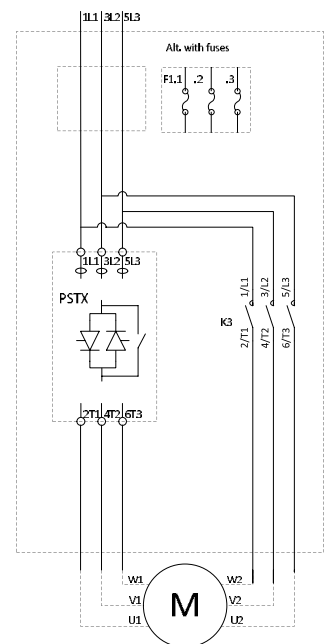 1L1 3L2 5L3
Alt. with fuses
F1.1 .2 .3
1L1 3L2 5L3
PSTX
K3
1/L1 3/L2 5/L3
2/T1 4/T2 6/T3
2T1 4T2 6T3
W1 W2
V1 M V2
U1 U2